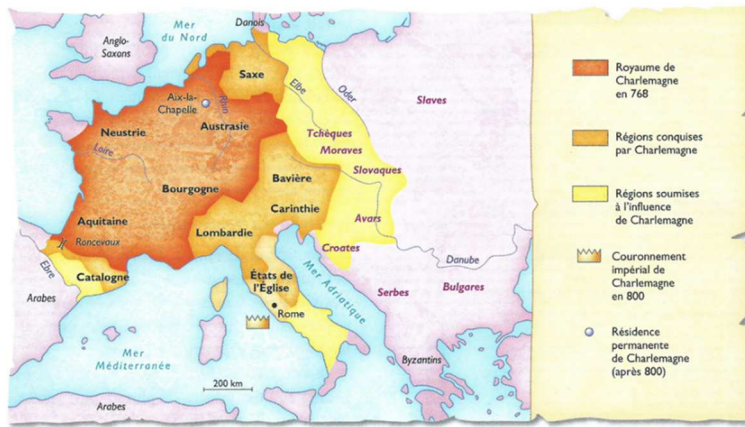 Mer
du Nord
Danois
Anglo-
Saxons
Saxe
Elbe
Oder
Slaves
Aix-la-
Chapelle
Rhin
Neustrie
Austrasie
Tchèques
Moraves
Loire
Slovaques
Bourgogne
Bavière
Carinthie
Avars
Aquitaine
Roncevaux
Lombardie
Croates
Danube
Ebre
Catalogne
États de
l'Église
Mer Adriatique
Serbes
Bulgares
Arabes
Rome
Mer
Méditerranée
200 km
Byzantins
Arabes
Royaume de
Charlemagne
en 768
Régions conquises
par Charlemagne
Régions soumises
à l'influence
de Charlemagne
Couronnement
impérial de
Charlemagne
en 800
Résidence
permanente
de Charlemagne
(après 800)